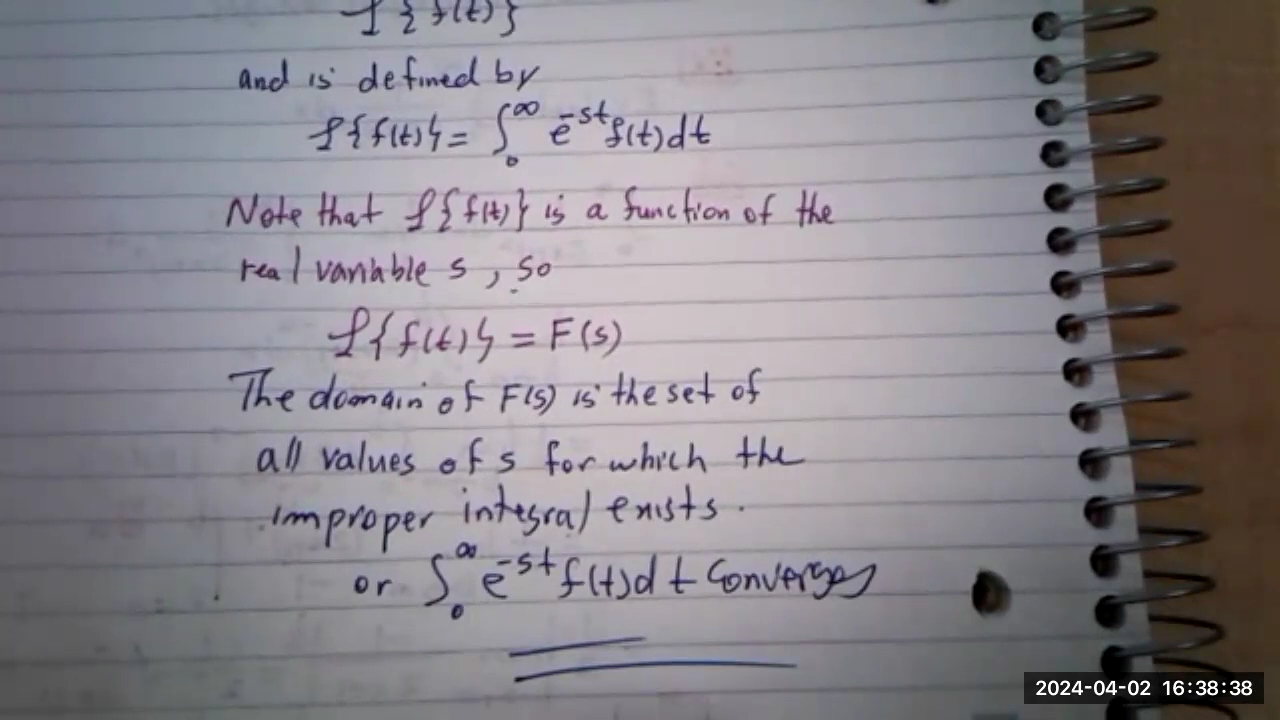 ℒ{f(t)}
and is defined by
ℒ{f(t)} = ∫₀^∞ e^-st f(t)dt
Note that ℒ{f(t)} is a function of the
real variable s, so
ℒ{f(t)} = F(s)
The domain of F(s) is the set of
all values of s for which the
improper integral exists.
or ∫₀^∞ e^-st f(t)dt Converges
2024-04-02 16:38:38